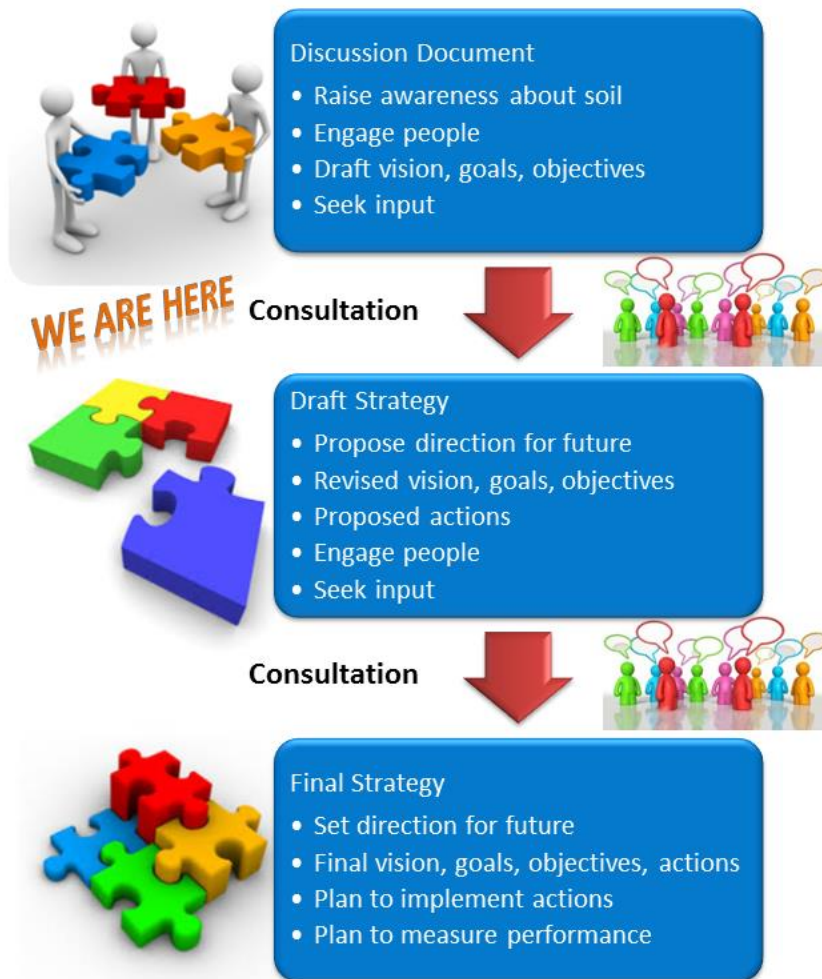 Discussion Document
• Raise awareness about soil
• Engage people
• Draft vision, goals, objectives
• Seek input
WE ARE HERE
Consultation
Draft Strategy
• Propose direction for future
• Revised vision, goals, objectives
• Proposed actions
• Engage people
• Seek input
Consultation
Final Strategy
• Set direction for future
• Final vision, goals, objectives, actions
• Plan to implement actions
• Plan to measure performance